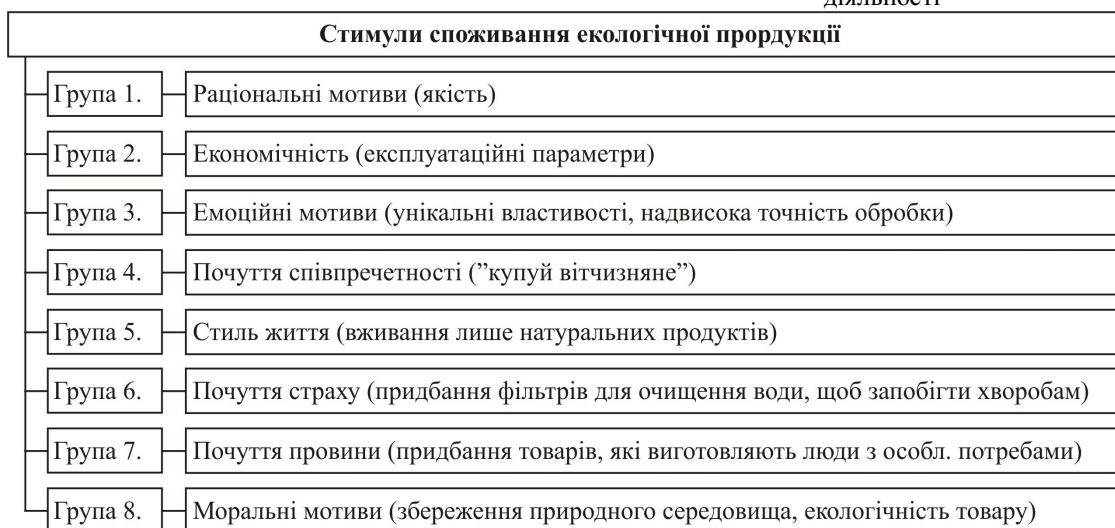 діяльності
Стимули споживання екологічної прордукції
Група 1. Раціональні мотиви (якість)
Група 2. Економічність (експлуатаційні параметри)
Група 3. Емоційні мотиви (унікальні властивості, надвисока точність обробки)
Група 4. Почуття співпречетності (”купуй вітчизняне”)
Група 5. Стиль життя (вживання лише натуральних продуктів)
Група 6. Почуття страху (придбання фільтрів для очищення води, щоб запобігти хворобам)
Група 7. Почуття провини (придбання товарів, які виготовляють люди з особл. потребами)
Група 8. Моральні мотиви (збереження природного середовища, екологічність товару)